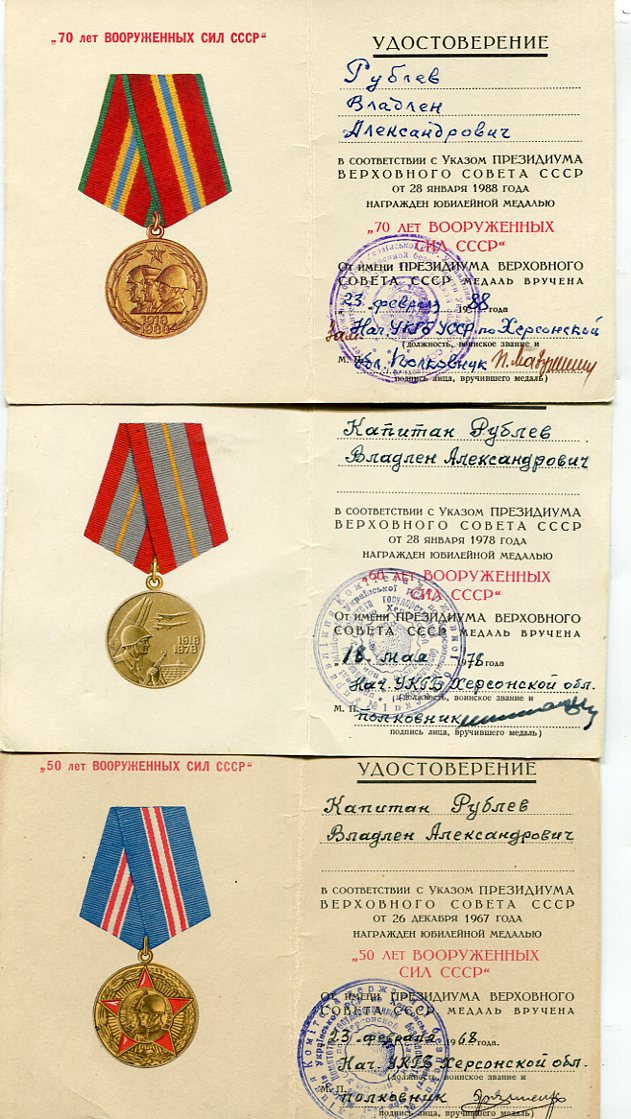 „70 лет ВООРУЖЕННЫХ СИЛ СССР“
УДОСТОВЕРЕНИЕ
Рублев
Владлен
Александрович
В СООТВЕТСТВИИ С УКАЗОМ ПРЕЗИДИУМА
ВЕРХОВНОГО СОВЕТА СССР
ОТ 28 ЯНВАРЯ 1988 ГОДА
НАГРАЖДЕН ЮБИЛЕЙНОЙ МЕДАЛЬЮ
„70 ЛЕТ ВООРУЖЕННЫХ
СИЛ СССР“
ОТ ИМЕНИ ПРЕЗИДИУМА ВЕРХОВНОГО
СОВЕТА СССР МЕДАЛЬ ВРУЧЕНА
„23 февраля 1988 года
Зам. Нач. УКГБ УССР по Херсонской
(должность, воинское звание и
М. П. обл. Полковник
подпись лица, вручившего медаль)
1918
1988
Капитан Рублев
Владлен Александрович
В СООТВЕТСТВИИ С УКАЗОМ ПРЕЗИДИУМА
ВЕРХОВНОГО СОВЕТА СССР
ОТ 28 ЯНВАРЯ 1978 ГОДА
НАГРАЖДЕН ЮБИЛЕЙНОЙ МЕДАЛЬЮ
„60 ЛЕТ ВООРУЖЕННЫХ
СИЛ СССР“
ОТ ИМЕНИ ПРЕЗИДИУМА ВЕРХОВНОГО
СОВЕТА СССР МЕДАЛЬ ВРУЧЕНА
„18 мая 1978 года
Нач. УКГБ Херсонской обл.
(должность, воинское звание и
М. П. полковник
подпись лица, вручившего медаль)
1918
1978
„50 лет ВООРУЖЕННЫХ СИЛ СССР“
УДОСТОВЕРЕНИЕ
Капитан Рублев
Владлен Александрович
В СООТВЕТСТВИИ С УКАЗОМ ПРЕЗИДИУМА
ВЕРХОВНОГО СОВЕТА СССР
ОТ 26 ДЕКАБРЯ 1967 ГОДА
НАГРАЖДЕН ЮБИЛЕЙНОЙ МЕДАЛЬЮ
„50 ЛЕТ ВООРУЖЕННЫХ
СИЛ СССР“
ОТ ИМЕНИ ПРЕЗИДИУМА ВЕРХОВНОГО
СОВЕТА СССР МЕДАЛЬ ВРУЧЕНА
23 февраля 1968 года.
Нач. УКГБ Херсонской обл.
(должность, воинское звание и
М. П. полковник
подпись лица, вручившего медаль)